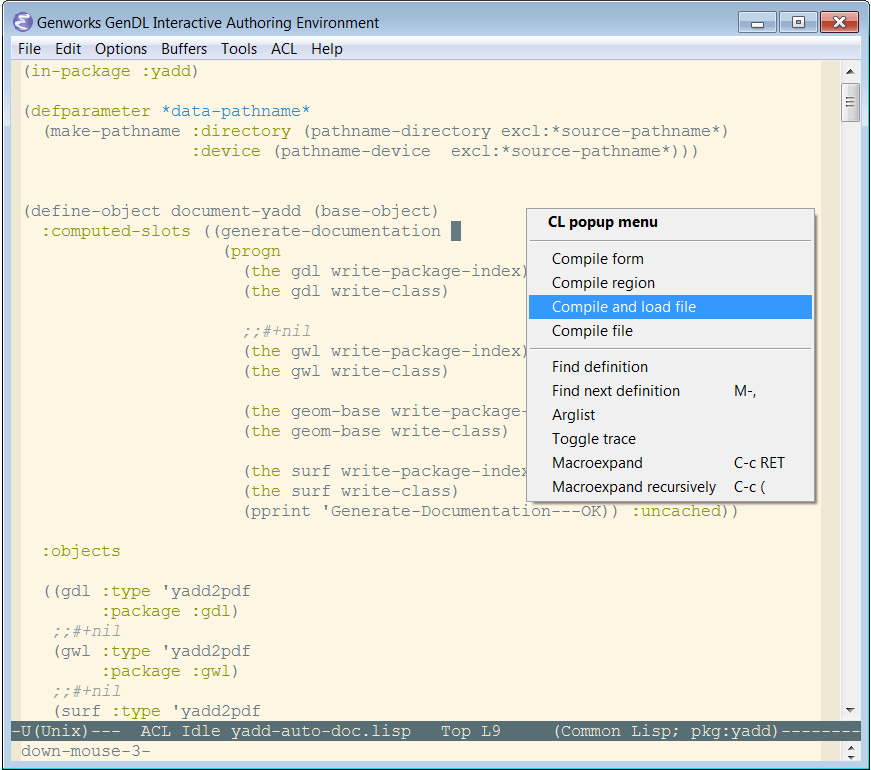 Genworks GenDL Interactive Authoring Environment
File Edit Options Buffers Tools ACL Help
(in-package :yadd)
(defparameter *data-pathname*
(make-pathname :directory (pathname-directory excl:*source-pathname*)
:device (pathname-device excl:*source-pathname*)))
(define-object document-yadd (base-object)
:computed-slots ((generate-documentation
(progn
(the gdl write-package-index)
(the gdl write-class)
;;#+nil
(the gwl write-package-index)
(the gwl write-class)
(the geom-base write-package-
(the geom-base write-class)
(the surf write-package-index
(the surf write-class)
(pprint 'Generate-Documentation---OK)) :uncached))
:objects
((gdl :type 'yadd2pdf
:package :gdl)
;;#+nil
(gwl :type 'yadd2pdf
:package :gwl)
;;#+nil
(surf :type 'yadd2pdf
CL popup menu
Compile form
Compile region
Compile and load file
Compile file
Find definition
Find next definition M-,
Arglist
Toggle trace
Macroexpand C-c RET
Macroexpand recursively C-c (
-U(Unix)--- ACL Idle yadd-auto-doc.lisp Top L9 (Common Lisp; pkg:yadd)--------
down-mouse-3-